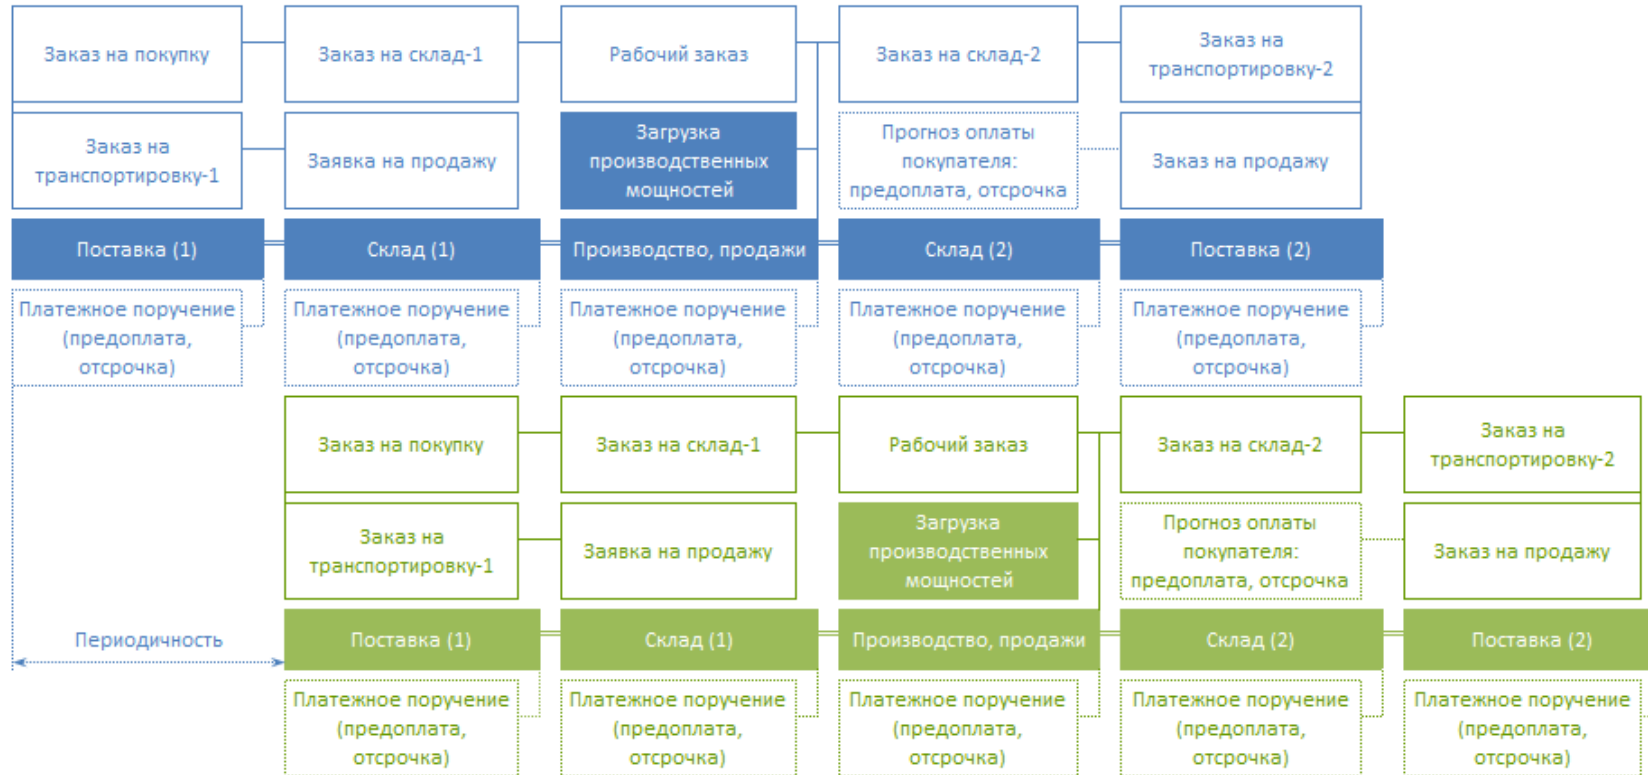 Заказ на покупку
Заказ на склад-1
Рабочий заказ
Заказ на склад-2
Заказ на
транспортировку-2
Заказ на
транспортировку-1
Заявка на продажу
Загрузка
производственных
мощностей
Прогноз оплаты
покупателя:
предоплата, отсрочка
Заказ на продажу
Поставка (1)
Склад (1)
Производство, продажи
Склад (2)
Поставка (2)
Платежное поручение
(предоплата,
отсрочка)
Платежное поручение
(предоплата,
отсрочка)
Платежное поручение
(предоплата,
отсрочка)
Платежное поручение
(предоплата,
отсрочка)
Платежное поручение
(предоплата,
отсрочка)
Заказ на покупку
Заказ на склад-1
Рабочий заказ
Заказ на склад-2
Заказ на
транспортировку-2
Заказ на
транспортировку-1
Заявка на продажу
Загрузка
производственных
мощностей
Прогноз оплаты
покупателя:
предоплата, отсрочка
Заказ на продажу
Периодичность
Поставка (1)
Склад (1)
Производство, продажи
Склад (2)
Поставка (2)
Платежное поручение
(предоплата,
отсрочка)
Платежное поручение
(предоплата,
отсрочка)
Платежное поручение
(предоплата,
отсрочка)
Платежное поручение
(предоплата,
отсрочка)
Платежное поручение
(предоплата,
отсрочка)